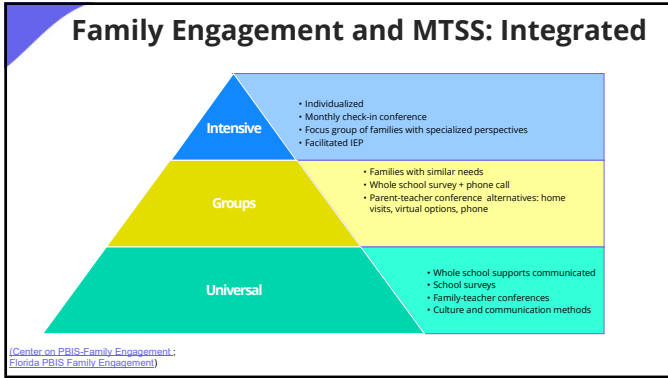 Family Engagement and MTSS: Integrated
Intensive
• Individualized
• Monthly check-in conference
• Focus group of families with specialized perspectives
• Facilitated IEP
Groups
• Families with similar needs
• Whole school survey + phone call
• Parent-teacher conference alternatives: home
visits, virtual options, phone
Universal
• Whole school supports communicated
• School surveys
• Family-teacher conferences
• Culture and communication methods
(Center on PBIS-Family Engagement ;
Florida PBIS Family Engagement)